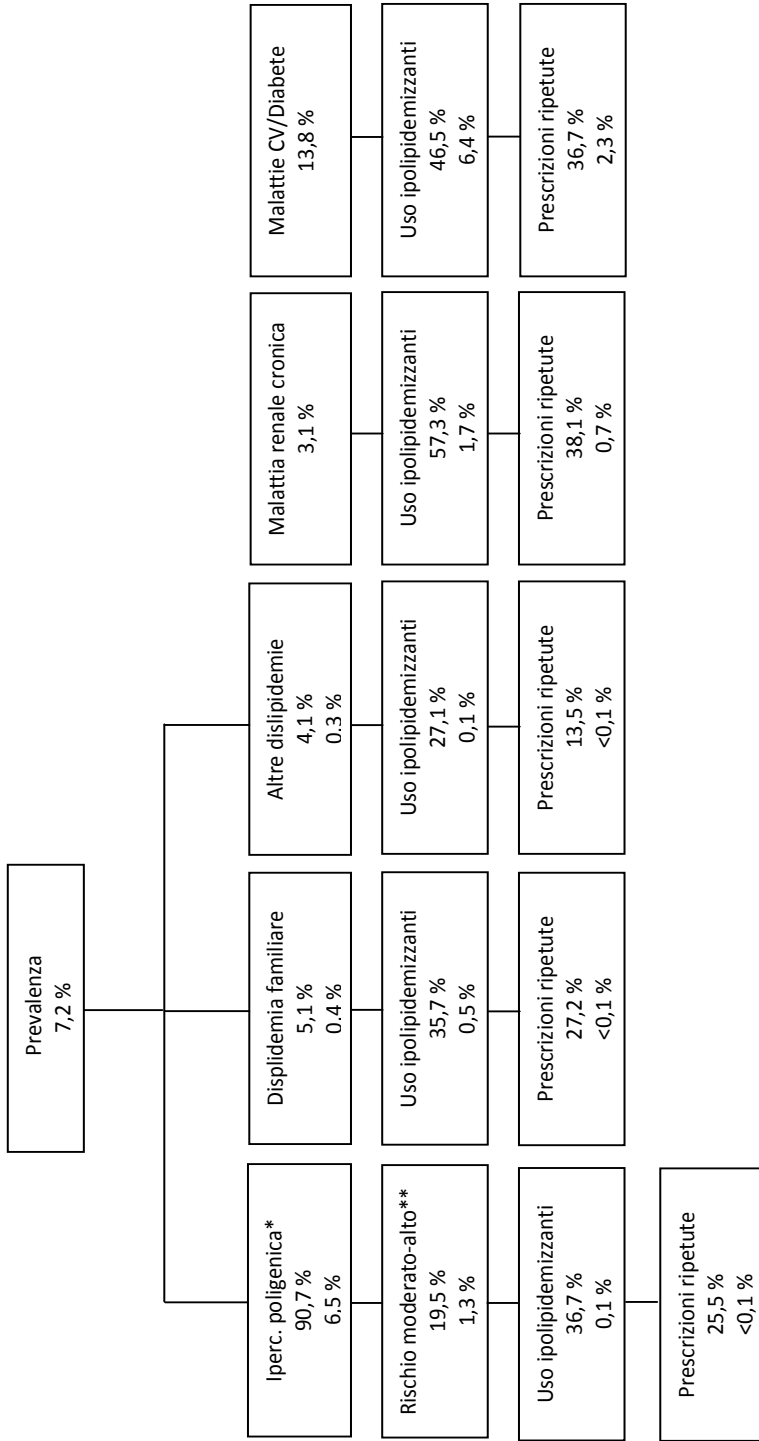 Prevalenza
7,2 %
Iperc. poligenica*
90,7 %
6,5 %
Displidemia familiare
5,1 %
0.4 %
Altre dislipidemie
4,1 %
0.3 %
Malattia renale cronica
3,1 %
Malattie CV/Diabete
13,8 %
Rischio moderato-alto**
19,5 %
1,3 %
Uso ipolipidemizzanti
35,7 %
0,5 %
Uso ipolipidemizzanti
27,1 %
0,1 %
Uso ipolipidemizzanti
57,3 %
1,7 %
Uso ipolipidemizzanti
46,5 %
6,4 %
Uso ipolipidemizzanti
36,7 %
0,1 %
Prescrizioni ripetute
27,2 %
<0,1 %
Prescrizioni ripetute
13,5 %
<0,1 %
Prescrizioni ripetute
38,1 %
0,7 %
Prescrizioni ripetute
36,7 %
2,3 %
Prescrizioni ripetute
25,5 %
<0,1 %